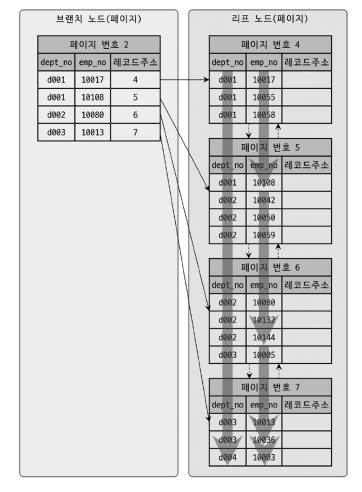 브랜치 노드(페이지)
페이지 번호 2
dept_no emp_no 레코드주소
d001 10017 4
d001 10108 5
d002 10080 6
d003 10013 7
리프 노드(페이지)
페이지 번호 4
dept_no emp_no 레코드주소
d001 10017
d001 10055
d001 10058
페이지 번호 5
dept_no emp_no 레코드주소
d001 10108
d002 10042
d002 10050
d002 10059
페이지 번호 6
dept_no emp_no 레코드주소
d002 10080
d002 10132
d002 10144
d003 10005
페이지 번호 7
dept_no emp_no 레코드주소
d003 10013
d003 10036
d004 10003